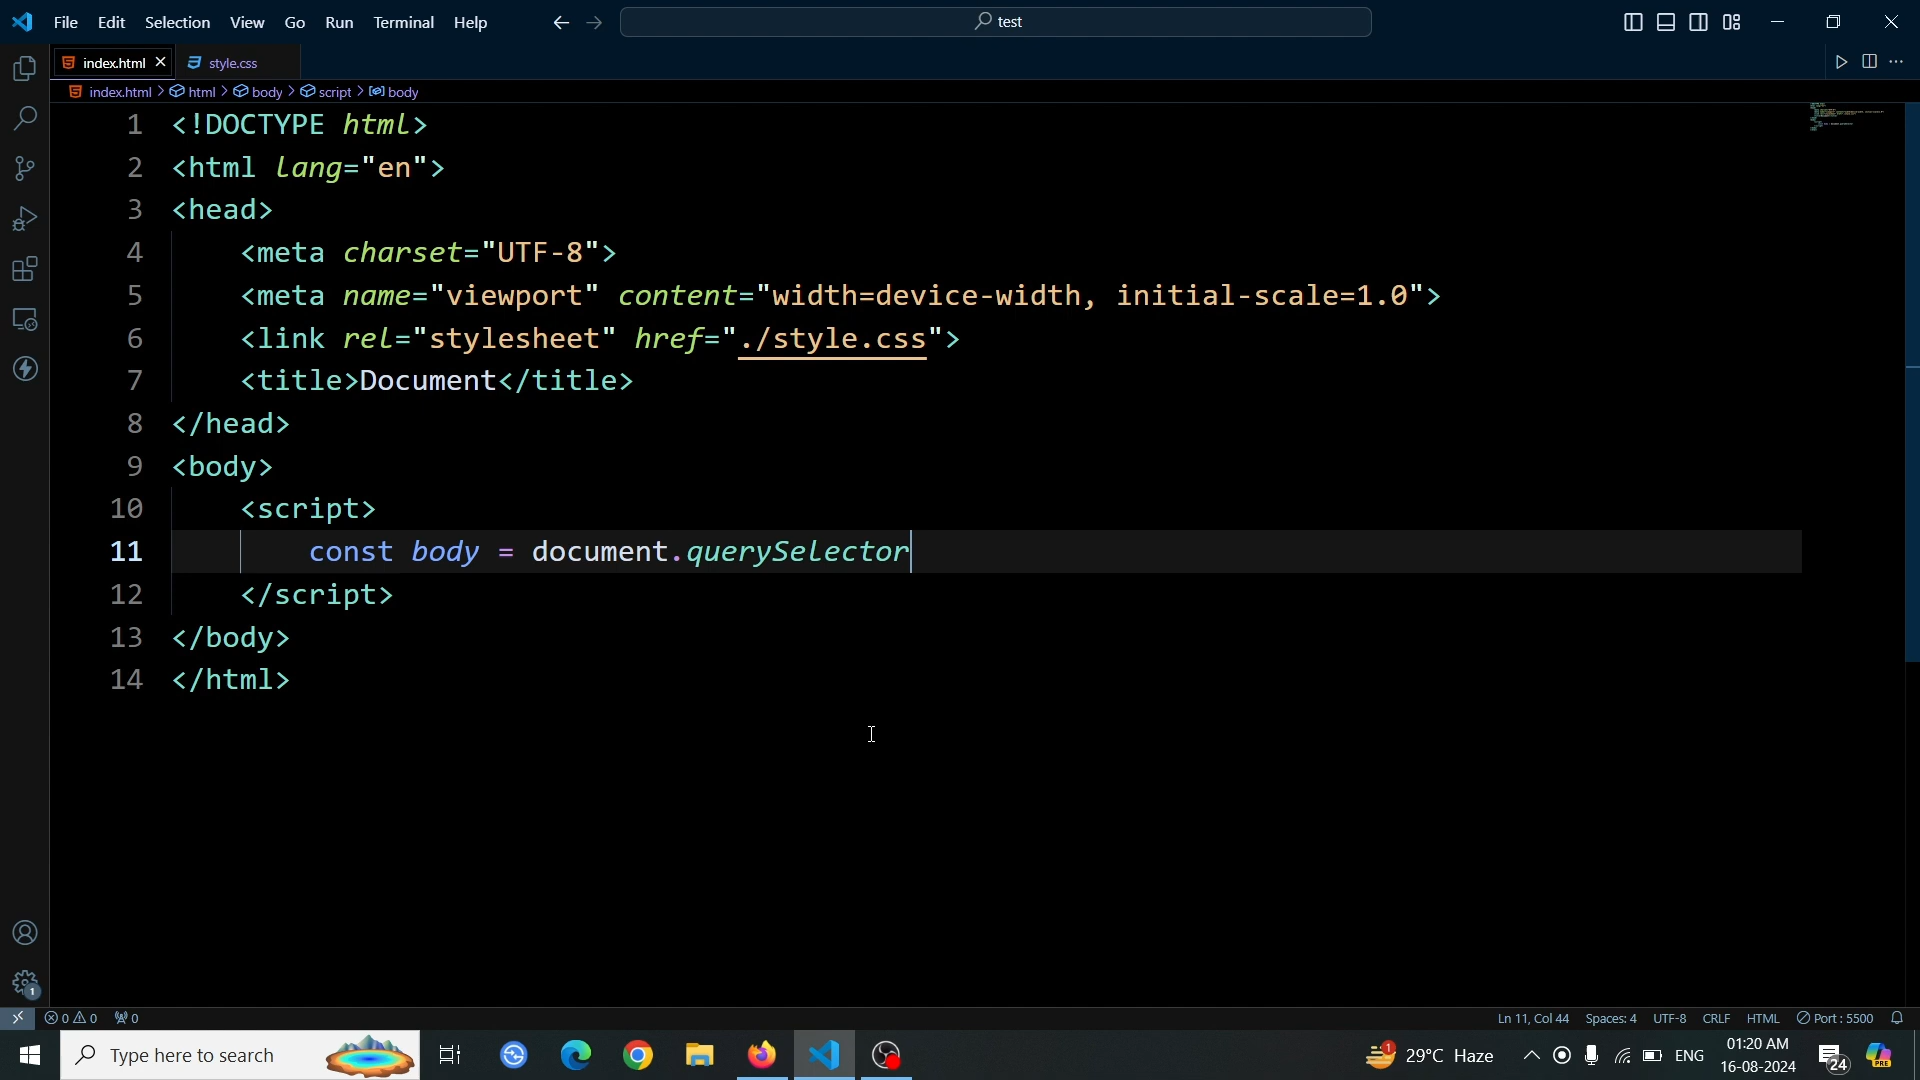 File Edit Selection View Go Run Terminal Help
test
index.html
style.css
index.html > html > body > script > body
1 <!DOCTYPE html>
2 <html lang="en">
3 <head>
4 <meta charset="UTF-8">
5 <meta name="viewport" content="width=device-width, initial-scale=1.0">
6 <link rel="stylesheet" href="./style.css">
7 <title>Document</title>
8 </head>
9 <body>
10 <script>
11 const body = document.querySelector
12 </script>
13 </body>
14 </html>
1
0 0 0
Ln 11, Col 44 Spaces: 4 UTF-8 CRLF HTML Port : 5500
Type here to search
1
29°C Haze
ENG
01:20 AM
16-08-2024
24
PRE